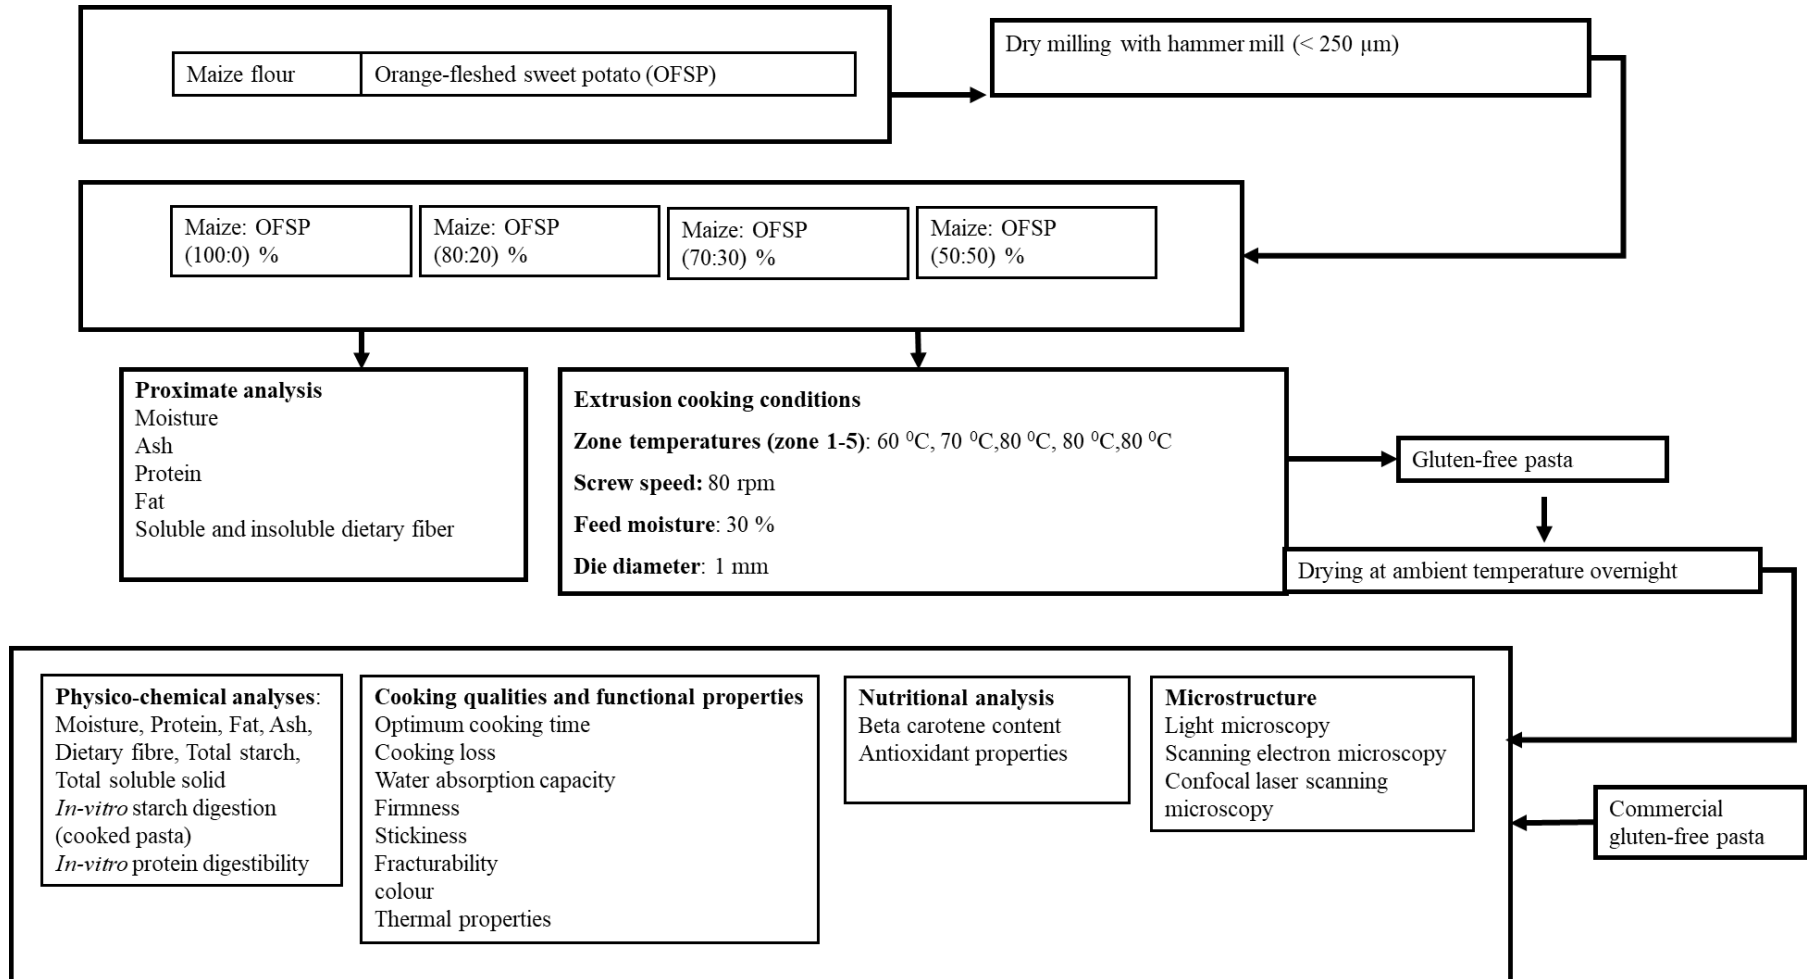 Maize flour
Orange-fleshed sweet potato (OFSP)
Dry milling with hammer mill (< 250 µm)
Maize: OFSP
(100:0) %
Maize: OFSP
(80:20) %
Maize: OFSP
(70:30) %
Maize: OFSP
(50:50) %
Proximate analysis
Moisture
Ash
Protein
Fat
Soluble and insoluble dietary fiber
Extrusion cooking conditions
Zone temperatures (zone 1-5): 60 ⁰C, 70 ⁰C,80 ⁰C, 80 ⁰C,80 ⁰C
Screw speed: 80 rpm
Feed moisture: 30 %
Die diameter: 1 mm
Gluten-free pasta
Drying at ambient temperature overnight
Physico-chemical analyses:
Moisture, Protein, Fat, Ash,
Dietary fibre, Total starch,
Total soluble solid
In-vitro starch digestion
(cooked pasta)
In-vitro protein digestibility
Cooking qualities and functional properties
Optimum cooking time
Cooking loss
Water absorption capacity
Firmness
Stickiness
Fracturability
colour
Thermal properties
Nutritional analysis
Beta carotene content
Antioxidant properties
Microstructure
Light microscopy
Scanning electron microscopy
Confocal laser scanning
microscopy
Commercial
gluten-free pasta